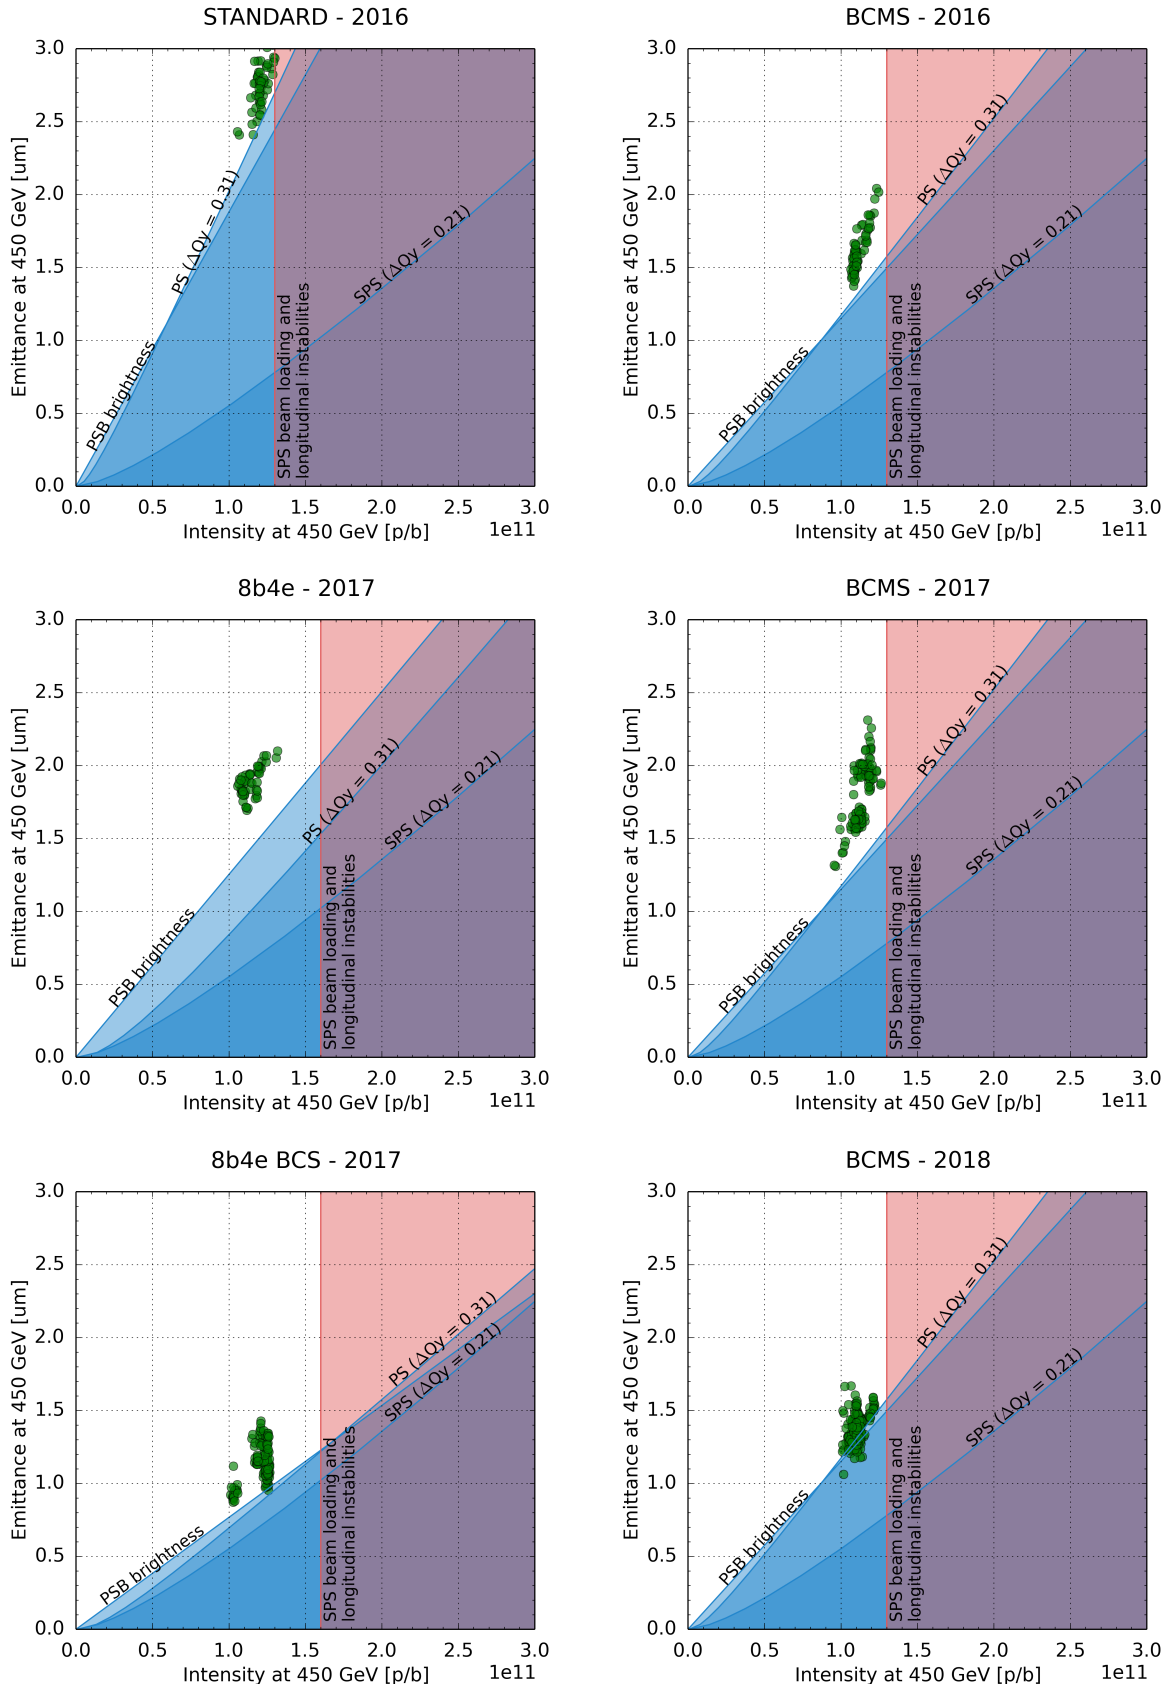 STANDARD - 2016
Emittance at 450 GeV [um]
3.0
2.5
2.0
1.5
1.0
0.5
0.0
PSB brightness
PS (ΔQy = 0.31)
SPS (ΔQy = 0.21)
SPS beam loading and
longitudinal instabilities
0.0 0.5 1.0 1.5 2.0 2.5 3.0
Intensity at 450 GeV [p/b]
1e11
BCMS - 2016
Emittance at 450 GeV [um]
3.0
2.5
2.0
1.5
1.0
0.5
0.0
PSB brightness
PS (ΔQy = 0.31)
SPS (ΔQy = 0.21)
SPS beam loading and
longitudinal instabilities
0.0 0.5 1.0 1.5 2.0 2.5 3.0
Intensity at 450 GeV [p/b]
1e11
8b4e - 2017
Emittance at 450 GeV [um]
3.0
2.5
2.0
1.5
1.0
0.5
0.0
PSB brightness
PS (ΔQy = 0.31)
SPS (ΔQy = 0.21)
SPS beam loading and
longitudinal instabilities
0.0 0.5 1.0 1.5 2.0 2.5 3.0
Intensity at 450 GeV [p/b]
1e11
BCMS - 2017
Emittance at 450 GeV [um]
3.0
2.5
2.0
1.5
1.0
0.5
0.0
PSB brightness
PS (ΔQy = 0.31)
SPS (ΔQy = 0.21)
SPS beam loading and
longitudinal instabilities
0.0 0.5 1.0 1.5 2.0 2.5 3.0
Intensity at 450 GeV [p/b]
1e11
8b4e BCS - 2017
Emittance at 450 GeV [um]
3.0
2.5
2.0
1.5
1.0
0.5
0.0
PSB brightness
PS (ΔQy = 0.31)
SPS (ΔQy = 0.21)
SPS beam loading and
longitudinal instabilities
0.0 0.5 1.0 1.5 2.0 2.5 3.0
Intensity at 450 GeV [p/b]
1e11
BCMS - 2018
Emittance at 450 GeV [um]
3.0
2.5
2.0
1.5
1.0
0.5
0.0
PSB brightness
PS (ΔQy = 0.31)
SPS (ΔQy = 0.21)
SPS beam loading and
longitudinal instabilities
0.0 0.5 1.0 1.5 2.0 2.5 3.0
Intensity at 450 GeV [p/b]
1e11